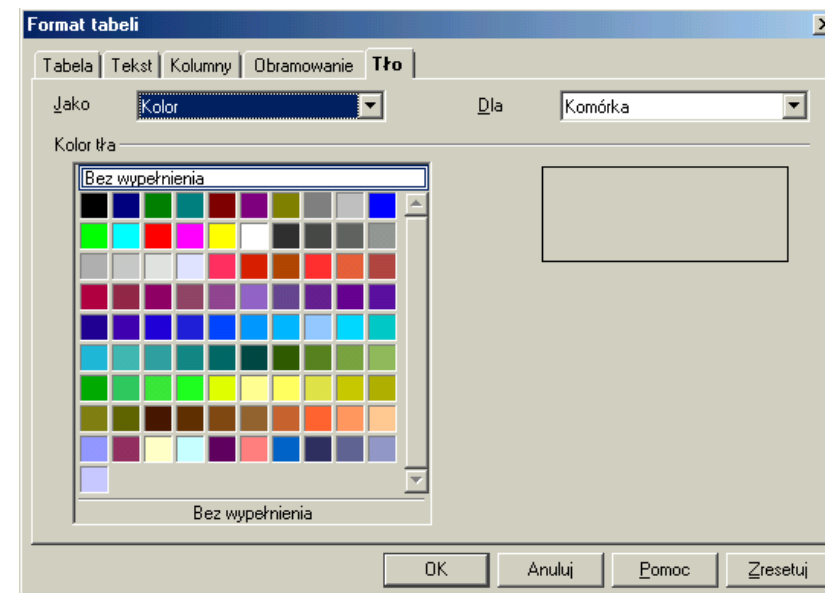 Format tabeli
Tabela Tekst Kolumny Obramowanie Tło
Jako Kolor Dla Komórka
Kolor tła
Bez wypełnienia
Bez wypełnienia
OK Anuluj Pomoc Zresetuj